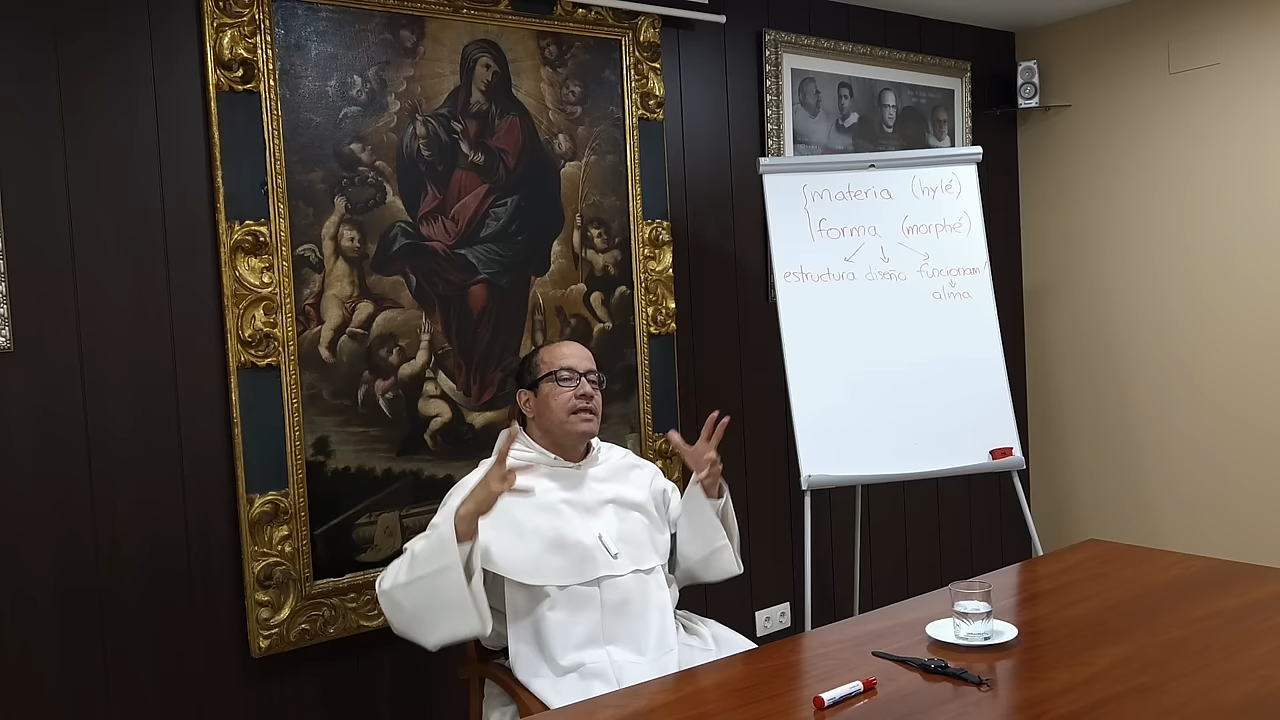 materia (hylé)
forma (morphé)
estructura diseño funcionam/
alma